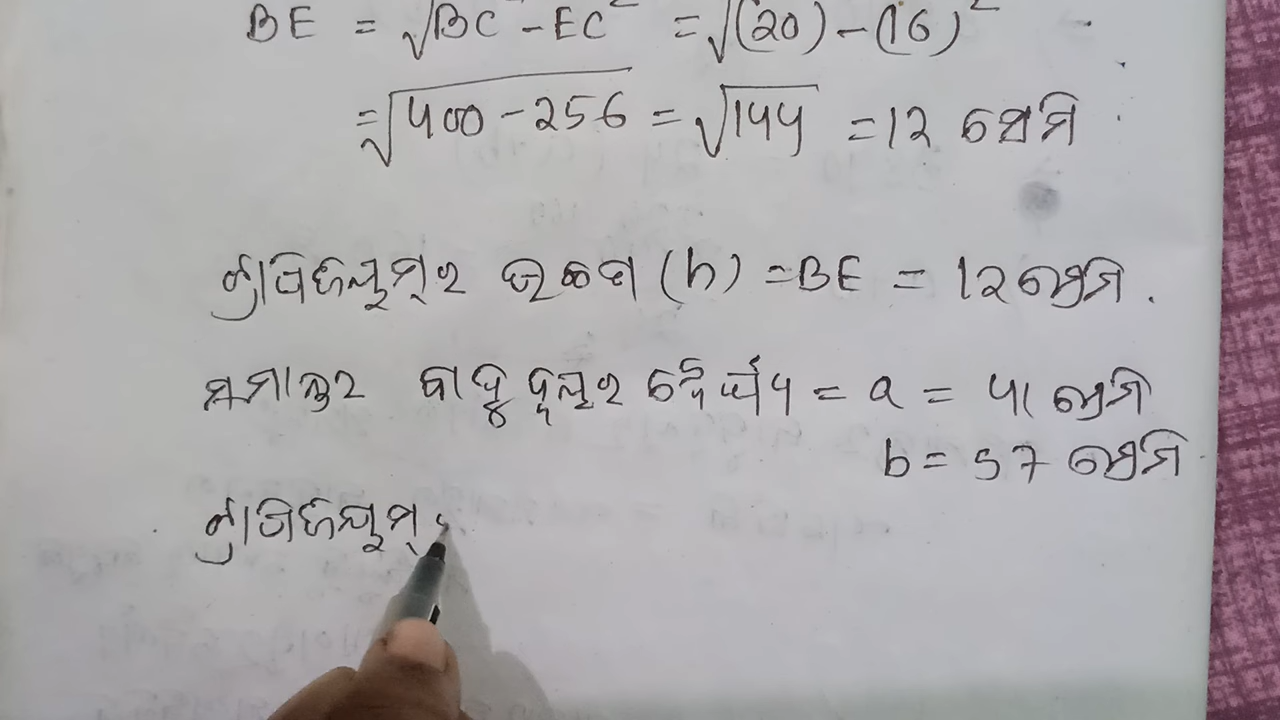 BE = √BC² - EC² = √(20) - (16)²
= √400 - 256 = √144 = 12 ସେମି
ଟ୍ରାପିଜିୟମ୍‌ର ଉଚ୍ଚତା (h) = BE = 12 ସେମି .
ସମାନ୍ତର ବାହୁ ଦ୍ୱୟର ଦୈର୍ଘ୍ୟ = a = 41 ସେମି
b = 57 ସେମି
ଟ୍ରାପିଜିୟମ୍